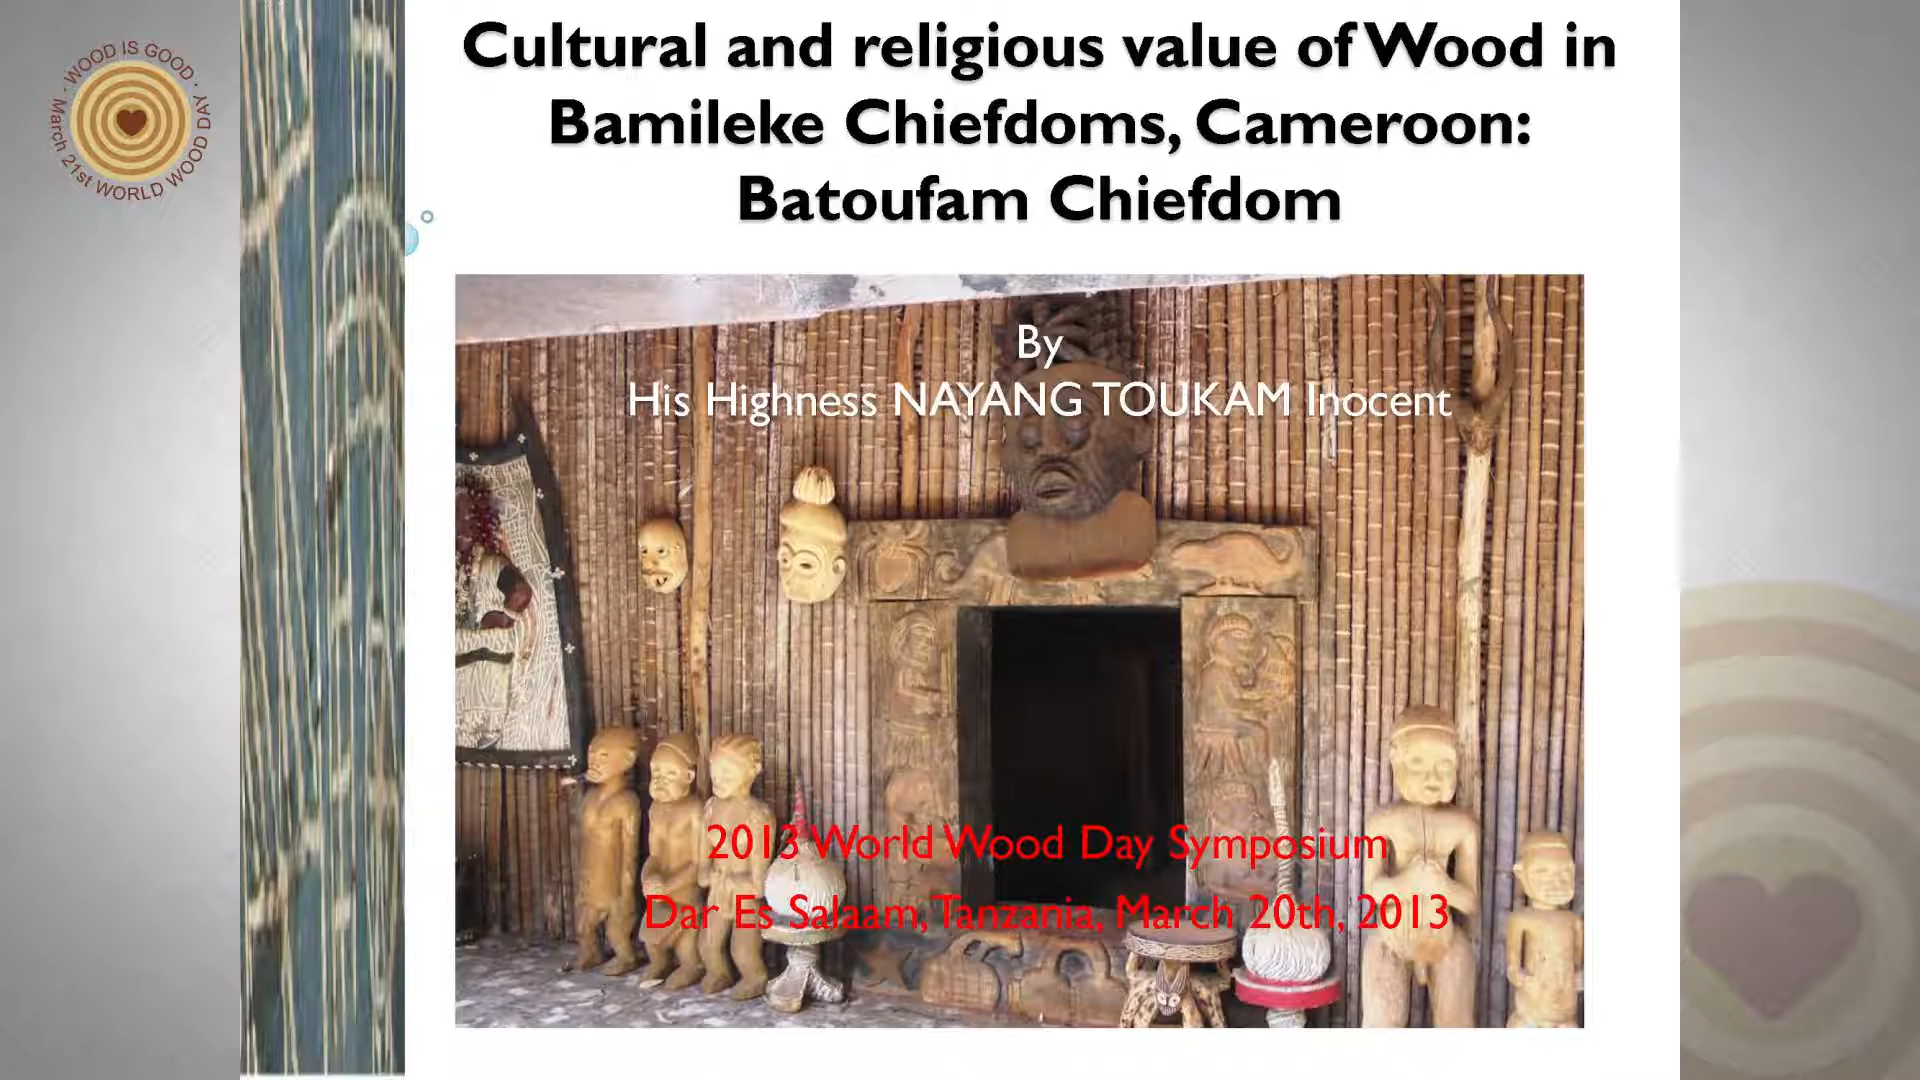 · WOOD IS GOOD ·
March 21st WORLD WOOD DAY
Cultural and religious value of Wood in
Bamileke Chiefdoms, Cameroon:
Batoufam Chiefdom
By
His Highness NAYANG TOUKAM Inocent
2013 World Wood Day Symposium
Dar Es Salaam, Tanzania, March 20th, 2013